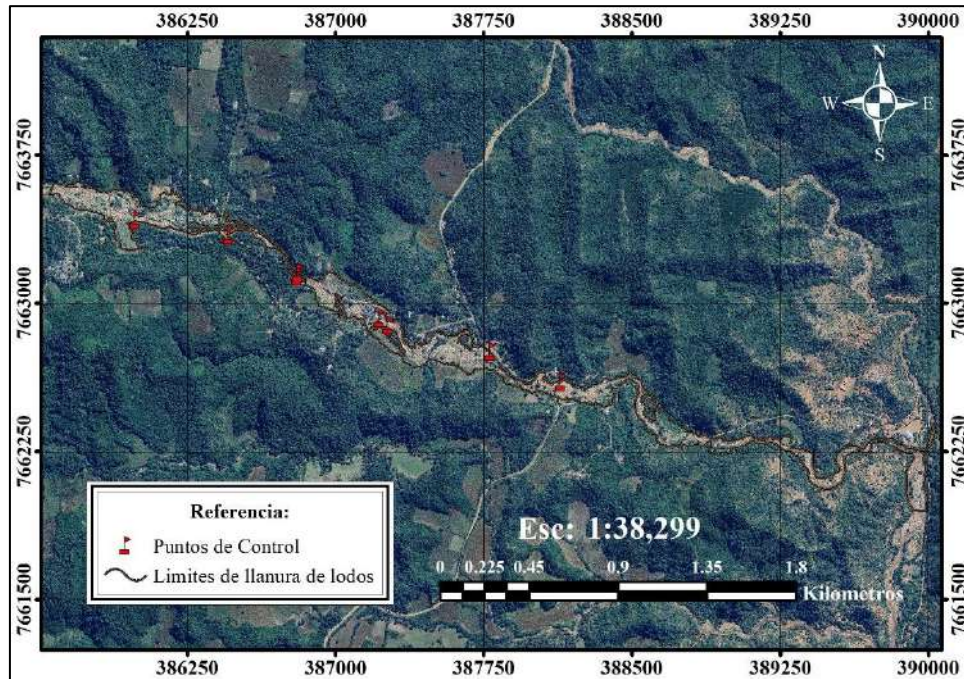 386250 387000 387750 388500 389250 390000
N
W E
S
7663750 7663750
7663000 7663000
7662250 7662250
Referencia:
Puntos de Control
Limites de llanura de lodos
Esc: 1:38,299
0 0.225 0.45 0.9 1.35 1.8
Kilometros
7661500 7661500
386250 387000 387750 388500 389250 390000